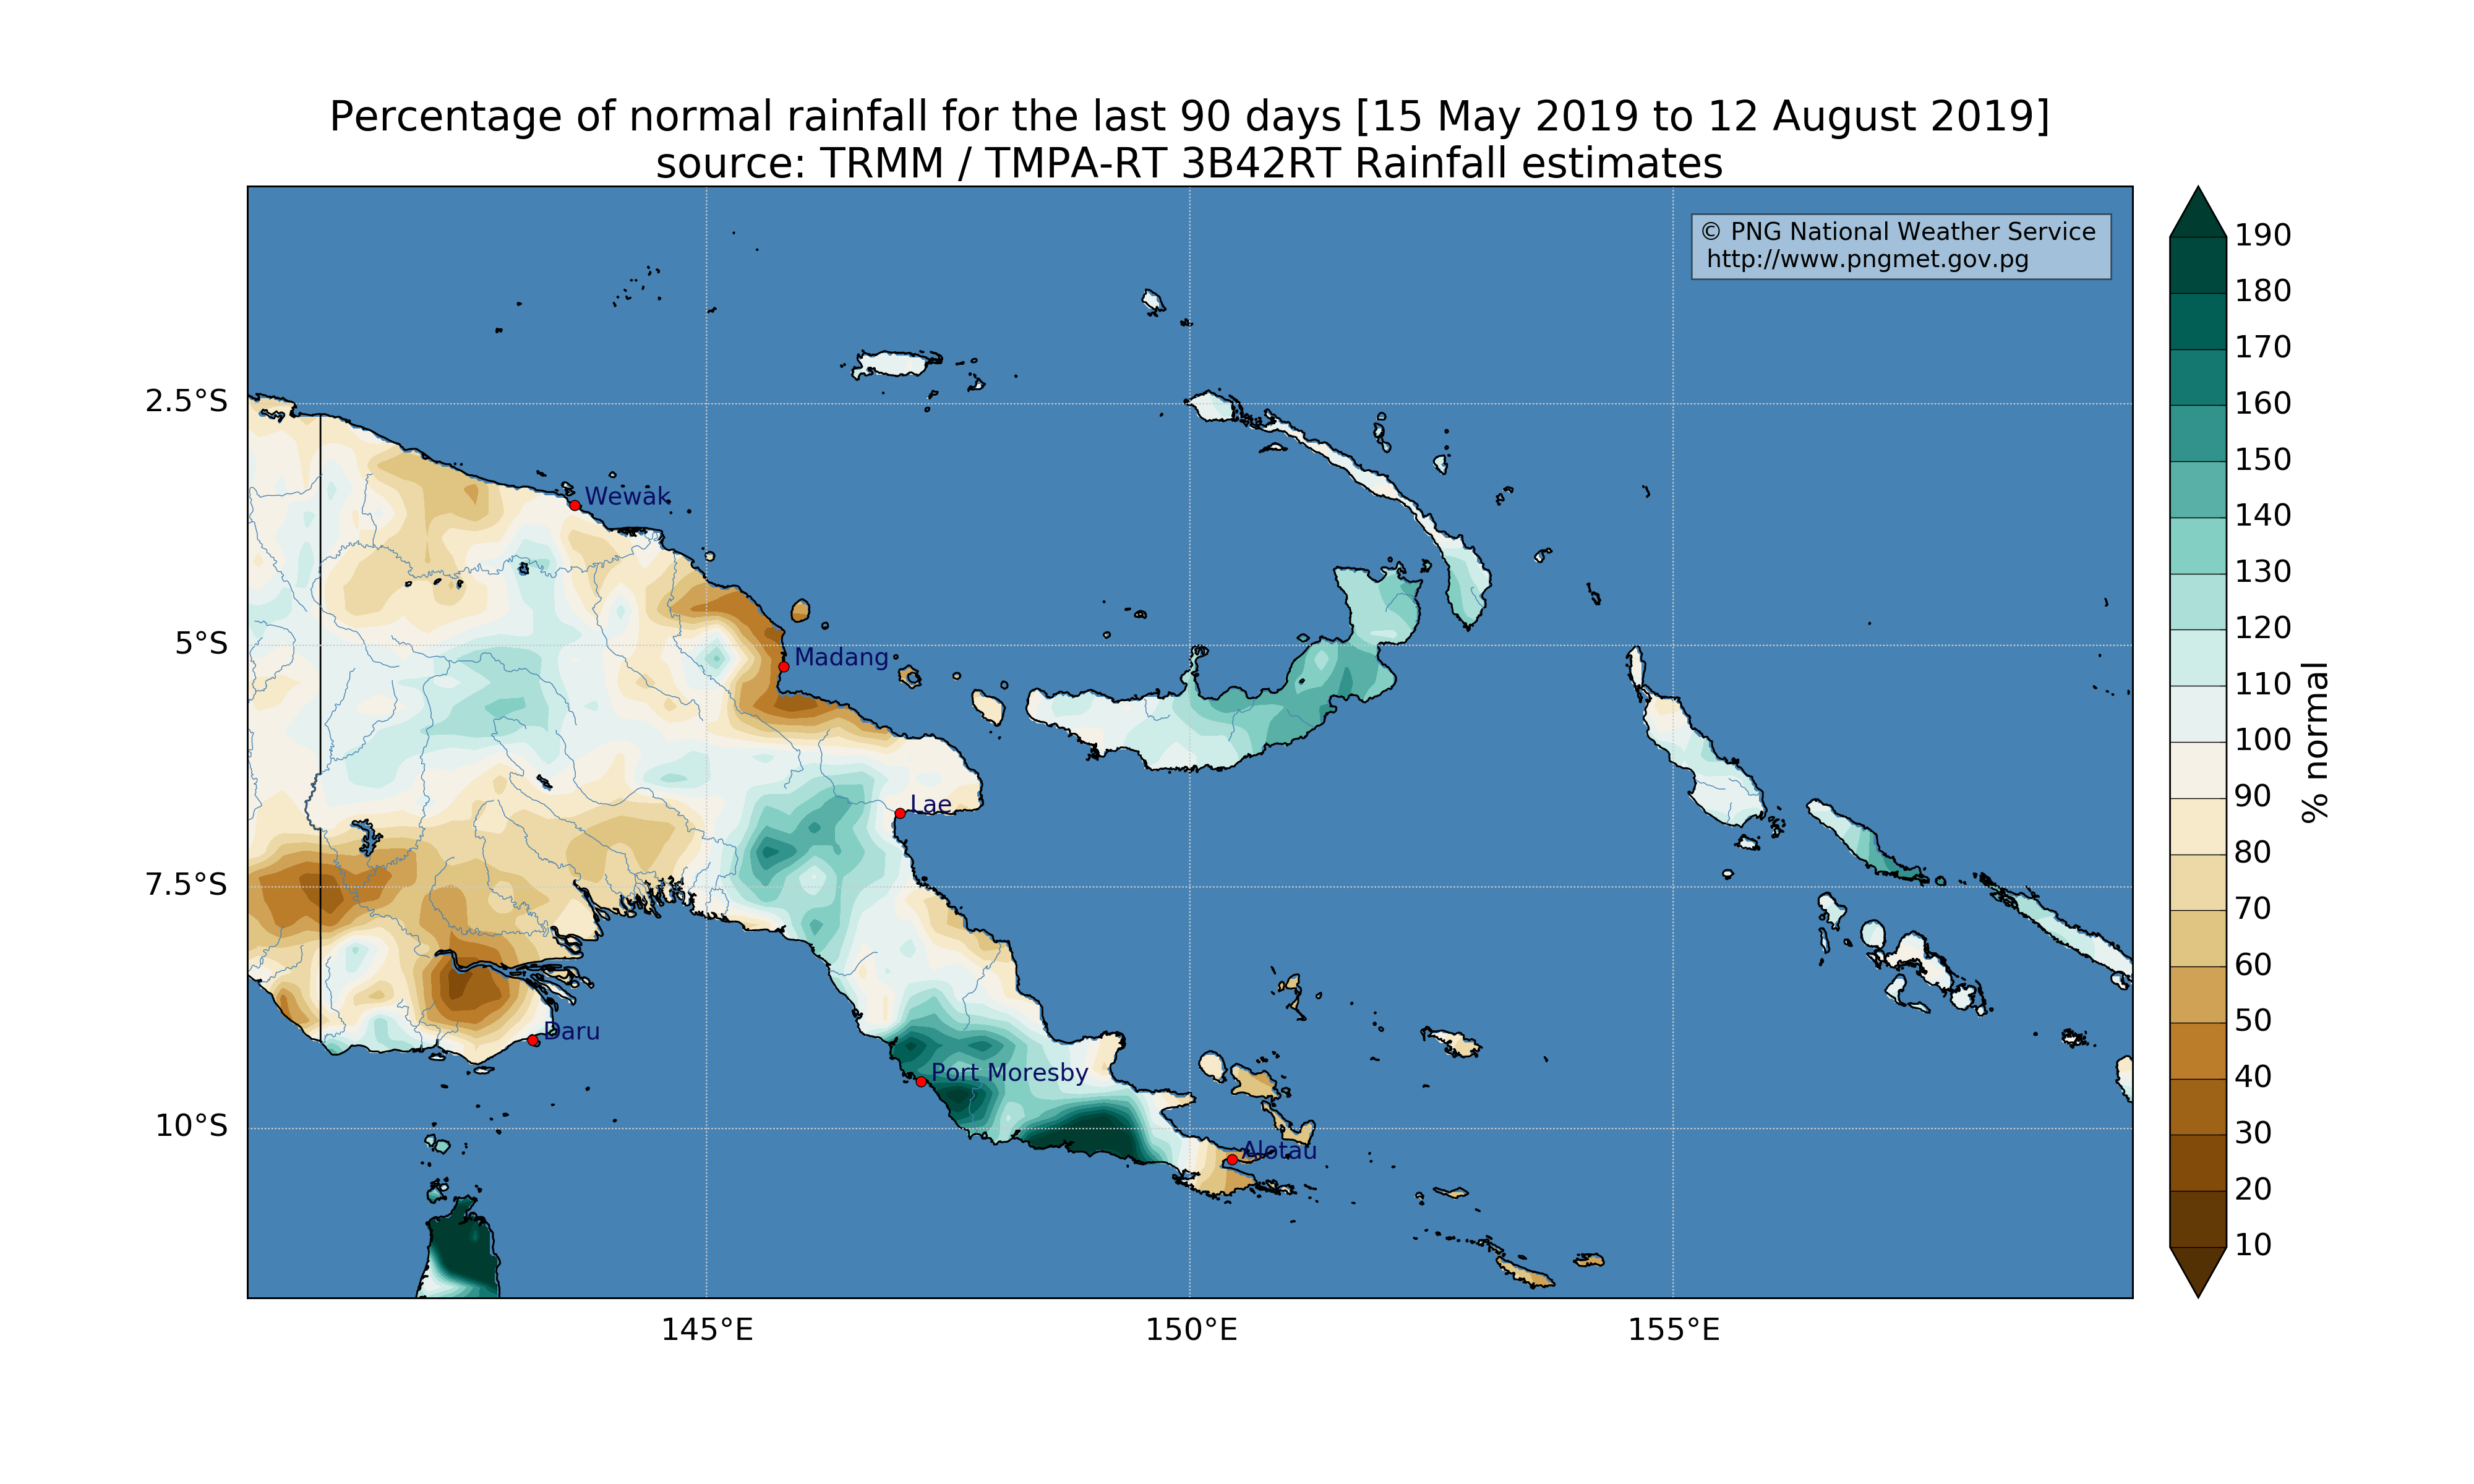 Percentage of normal rainfall for the last 90 days [15 May 2019 to 12 August 2019]
source: TRMM / TMPA-RT 3B42RT Rainfall estimates
© PNG National Weather Service
http://www.pngmet.gov.pg
2.5°S
5°S
7.5°S
10°S
Wewak
Madang
Lae
Daru
Port Moresby
Alotau
145°E
150°E
155°E
190
180
170
160
150
140
130
120
110
100
90
80
70
60
50
40
30
20
10
% normal